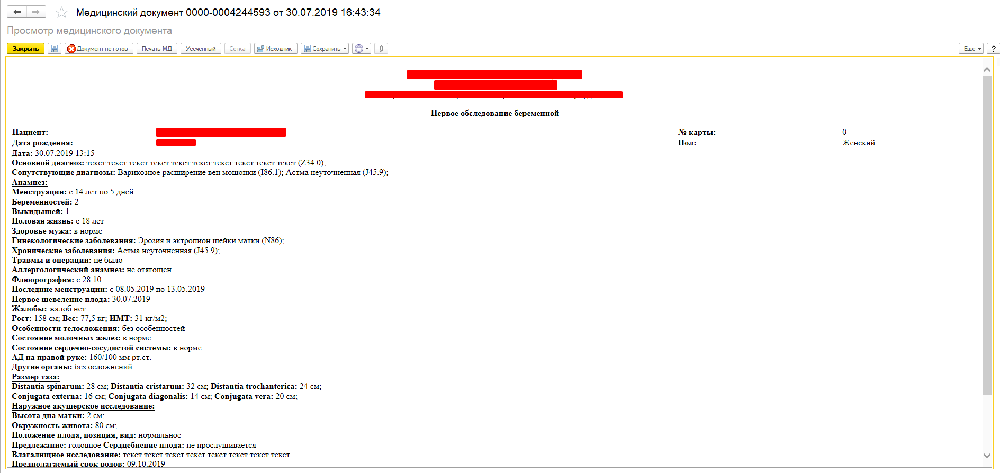 Медицинский документ 0000-0004244593 от 30.07.2019 16:43:34
Просмотр медицинского документа
Закрыть Документ не готов Печать МД Усеченный Сетка Исходник Сохранить Еще ?
Первое обследование беременной
Пациент: № карты: 0
Дата рождения: Пол: Женский
Дата: 30.07.2019 13:15
Основной диагноз: текст текст текст текст текст текст текст текст текст текст (Z34.0);
Сопутствующие диагнозы: Варикозное расширение вен мошонки (I86.1); Астма неуточненная (J45.9);
Анамнез:
Менструации: с 14 лет по 5 дней
Беременностей: 2
Выкидышей: 1
Половая жизнь: с 18 лет
Здоровье мужа: в норме
Гинекологические заболевания: Эрозия и эктропион шейки матки (N86);
Хронические заболевания: Астма неуточненная (J45.9);
Травмы и операции: не было
Аллергологический анамнез: не отягощен
Флюорография: с 28.10
Последние менструации: с 08.05.2019 по 13.05.2019
Первое шевеление плода: 30.07.2019
Жалобы: жалоб нет
Рост: 158 см; Вес: 77,5 кг; ИМТ: 31 кг/м2;
Особенности телосложения: без особенностей
Состояние молочных желез: в норме
Состояние сердечно-сосудистой системы: в норме
АД на правой руке: 160/100 мм рт.ст.
Другие органы: без осложнений
Размер таза:
Distantia spinarum: 28 см; Distantia cristarum: 32 см; Distantia trochanterica: 24 см;
Conjugata externa: 16 см; Conjugata diagonalis: 14 см; Conjugata vera: 20 см;
Наружное акушерское исследование:
Высота дна матки: 2 см;
Окружность живота: 80 см;
Положение плода, позиция, вид: нормальное
Предлежание: головное Сердцебиение плода: не прослушивается
Влагалищное исследование: текст текст текст текст текст текст текст текст
Предполагаемый срок родов: 09.10.2019